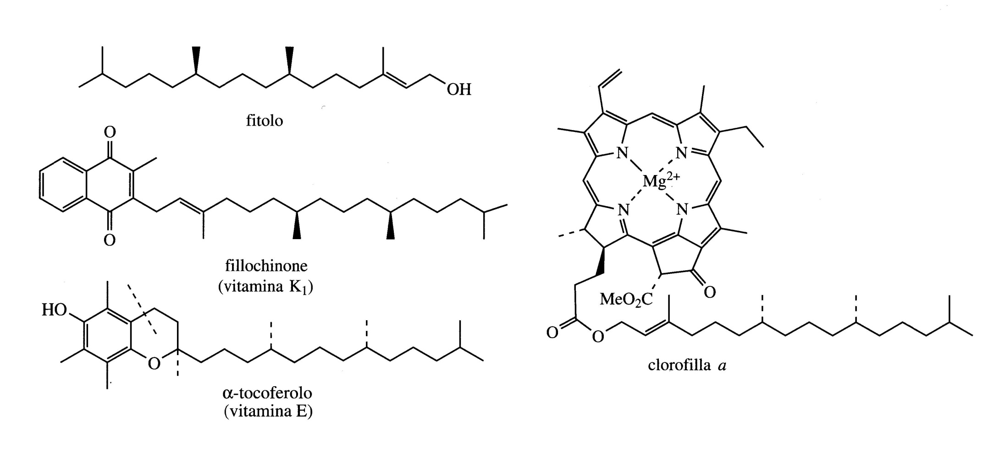 OH
fitolo
O
O
fillochinone
(vitamina K₁)
HO
O
α-tocoferolo
(vitamina E)
N
N
Mg²⁺
N
N
MeO₂C
O
O
O
clorofilla a